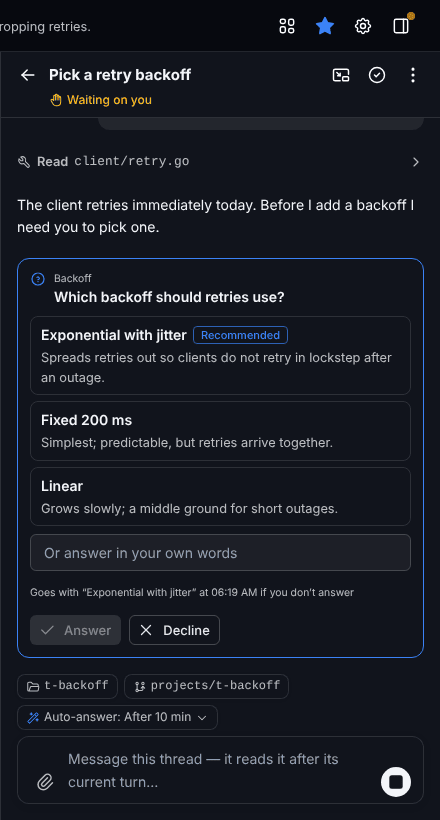 ropping retries.
Pick a retry backoff
Waiting on you
Read client/retry.go
The client retries immediately today. Before I add a backoff I
need you to pick one.
Backoff
Which backoff should retries use?
Exponential with jitter Recommended
Spreads retries out so clients do not retry in lockstep after
an outage.
Fixed 200 ms
Simplest; predictable, but retries arrive together.
Linear
Grows slowly; a middle ground for short outages.
Or answer in your own words
Goes with “Exponential with jitter” at 06:19 AM if you don’t answer
Answer Decline
t-backoff projects/t-backoff
Auto-answer: After 10 min
Message this thread — it reads it after its
current turn…